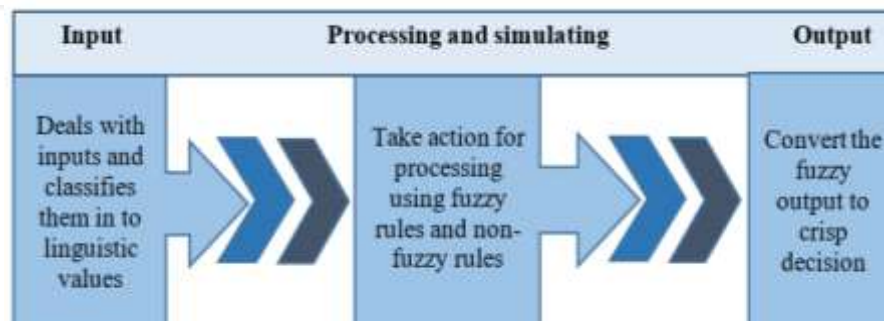 Input
Processing and simulating
Output
Deals with
inputs and
classifies
them in to
linguistic
values
Take action for
processing
using fuzzy
rules and non-
fuzzy rules
Convert the
fuzzy
output to
crisp
decision